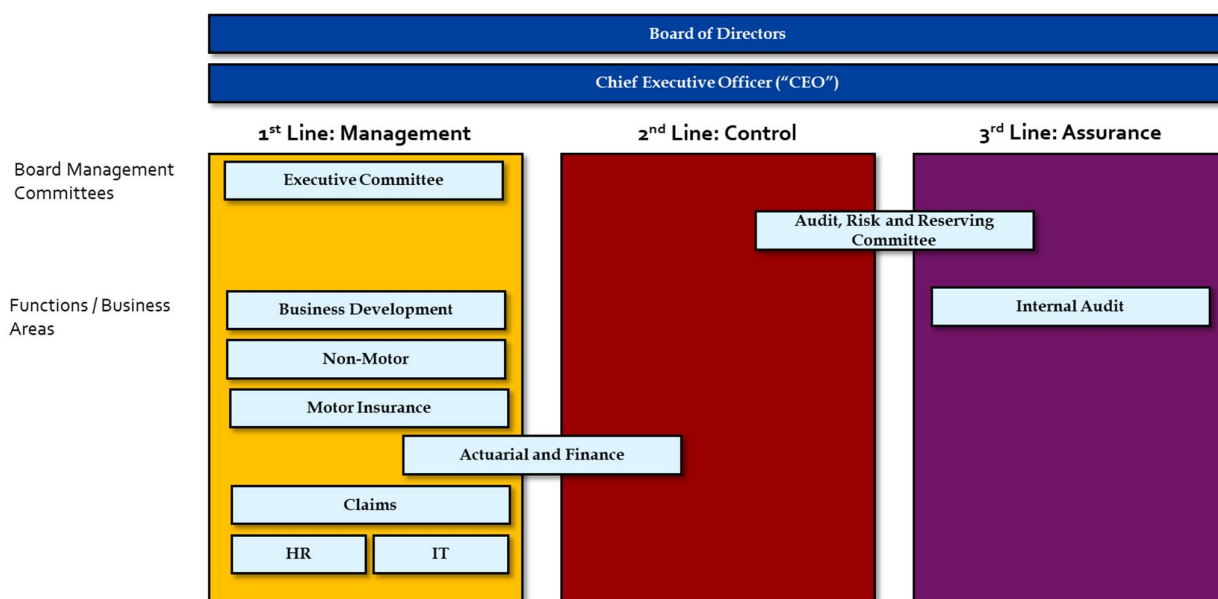 Board of Directors
Chief Executive Officer (“CEO”)
1st Line: Management
2nd Line: Control
3rd Line: Assurance
Board Management
Committees
Executive Committee
Audit, Risk and Reserving
Committee
Functions / Business
Areas
Business Development
Internal Audit
Non-Motor
Motor Insurance
Actuarial and Finance
Claims
HR
IT